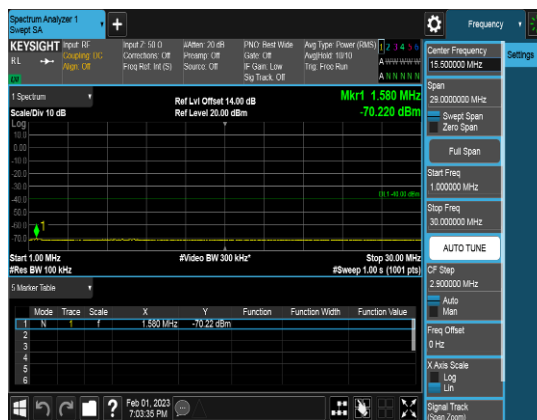 Spectrum Analyzer 1
Swept SA
+
Frequency
KEYSIGHT
RL
Input: RF
Coupling: DC
Align: Off
Input Z: 50 Ω
Corrections: Off
Freq Ref: Int (S)
#Atten: 20 dB
Preamp: Off
Source: Off
PNO: Best Wide
Gate: Off
IF Gain: Low
Sig Track: Off
Avg Type: Power (RMS)
Avg|Hold: 10/10
Trig: Free Run
1 2 3 4 5 6
A W W W W W
A N N N N N
1 Spectrum
Scale/Div 10 dB
Ref Lvl Offset 14.00 dB
Ref Level 20.00 dBm
Mkr1 1.580 MHz
-70.220 dBm
Log
10.0
0.00
-10.0
-20.0
-30.0
-40.0
-50.0
-60.0
-70.0
DL1 -40.00 dBm
1
Start 1.00 MHz
#Res BW 100 kHz
#Video BW 300 kHz*
Stop 30.00 MHz
#Sweep 1.00 s (1001 pts)
5 Marker Table
Mode Trace Scale X Y Function Function Width Function Value
1 N 1 f 1.580 MHz -70.22 dBm
2
3
4
5
6
Feb 01, 2023
7:03:35 PM
Center Frequency
15.500000 MHz
Settings
Span
29.0000000 MHz
Swept Span
Zero Span
Full Span
Start Freq
1.000000 MHz
Stop Freq
30.000000 MHz
AUTO TUNE
CF Step
2.900000 MHz
Auto
Man
Freq Offset
0 Hz
X Axis Scale
Log
Lin
Signal Track
(Span Zoom)